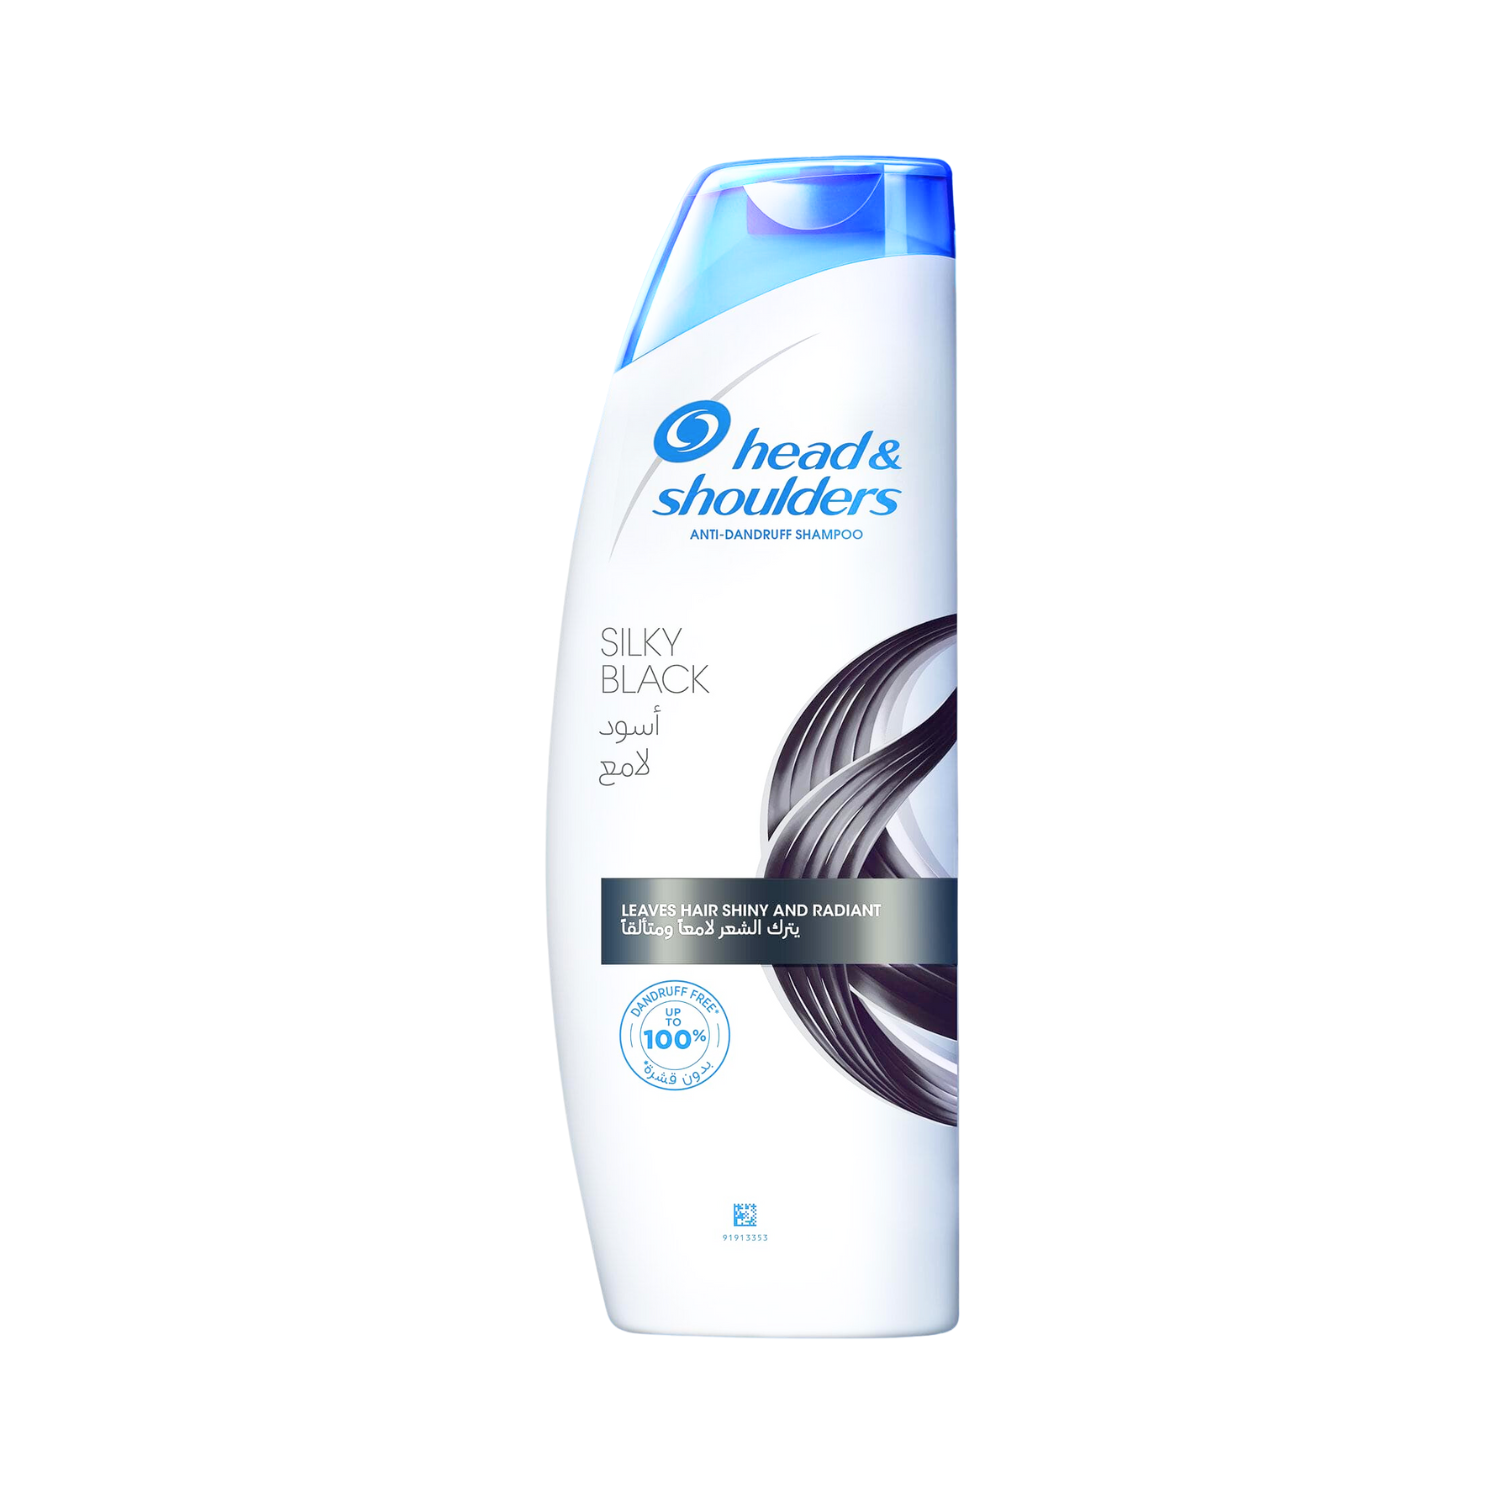 head &
shoulders
ANTI-DANDRUFF SHAMPOO
SILKY
BLACK
أسود
لامع
LEAVES HAIR SHINY AND RADIANT
يترك الشعر لامعاً ومتألقاً
DANDRUFF FREE*
UP
TO
100%
بدون قشرة*
91913353